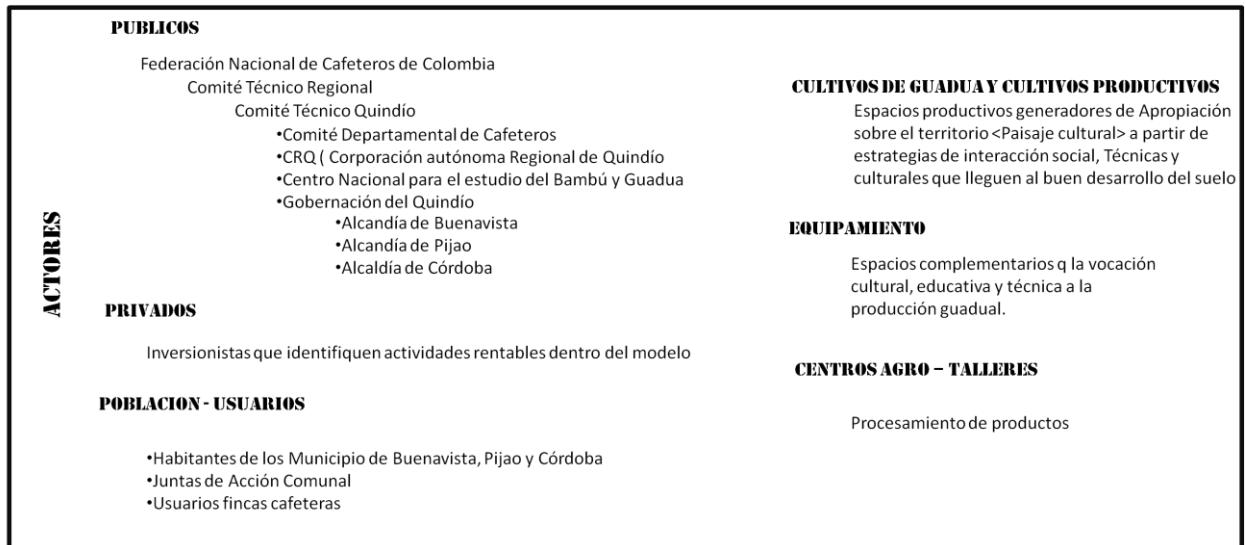 ACTORES
PUBLICOS
Federación Nacional de Cafeteros de Colombia
Comité Técnico Regional
Comité Técnico Quindío
•Comité Departamental de Cafeteros
•CRQ ( Corporación autónoma Regional de Quindío
•Centro Nacional para el estudio del Bambú y Guadua
•Gobernación del Quindío
•Alcandía de Buenavista
•Alcandía de Pijao
•Alcaldía de Córdoba
PRIVADOS
Inversionistas que identifiquen actividades rentables dentro del modelo
POBLACION - USUARIOS
•Habitantes de los Municipio de Buenavista, Pijao y Córdoba
•Juntas de Acción Comunal
•Usuarios fincas cafeteras
CULTIVOS DE GUADUA Y CULTIVOS PRODUCTIVOS
Espacios productivos generadores de Apropiación
sobre el territorio <Paisaje cultural> a partir de
estrategias de interacción social, Técnicas y
culturales que lleguen al buen desarrollo del suelo
EQUIPAMIENTO
Espacios complementarios q la vocación
cultural, educativa y técnica a la
producción guadual.
CENTROS AGRO – TALLERES
Procesamiento de productos